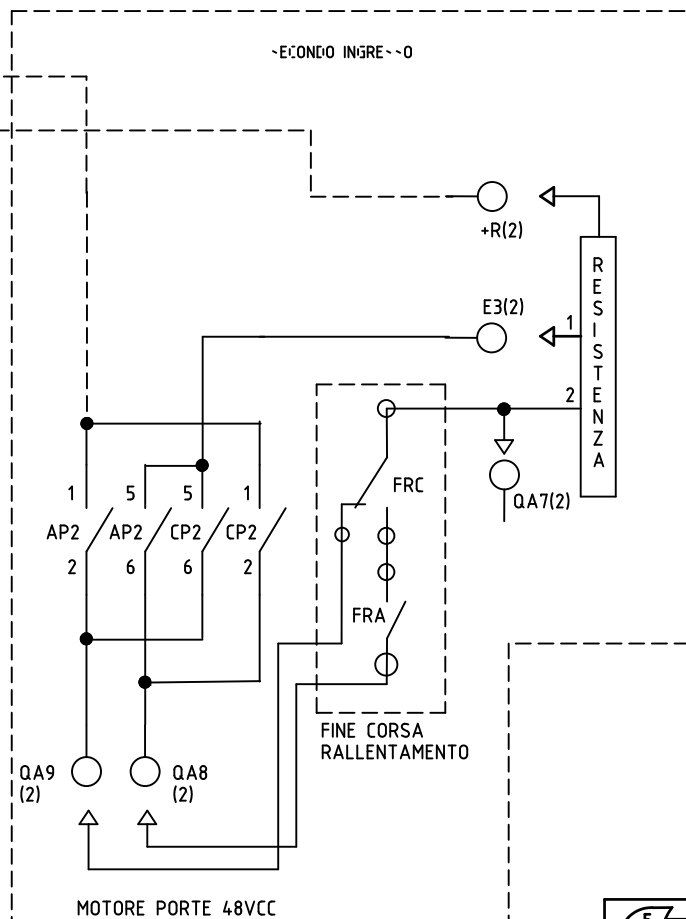 +R(2)
R
E
S
I
S
T
E
N
Z
A
E3(2)
1
2
FRC
QA7(2)
1 5 5 1
AP2 AP2 CP2 CP2
2 6 6 2
FRA
FINE CORSA
RALLENTAMENTO
QA9
(2)
QA8
(2)
MOTORE PORTE 48VCC